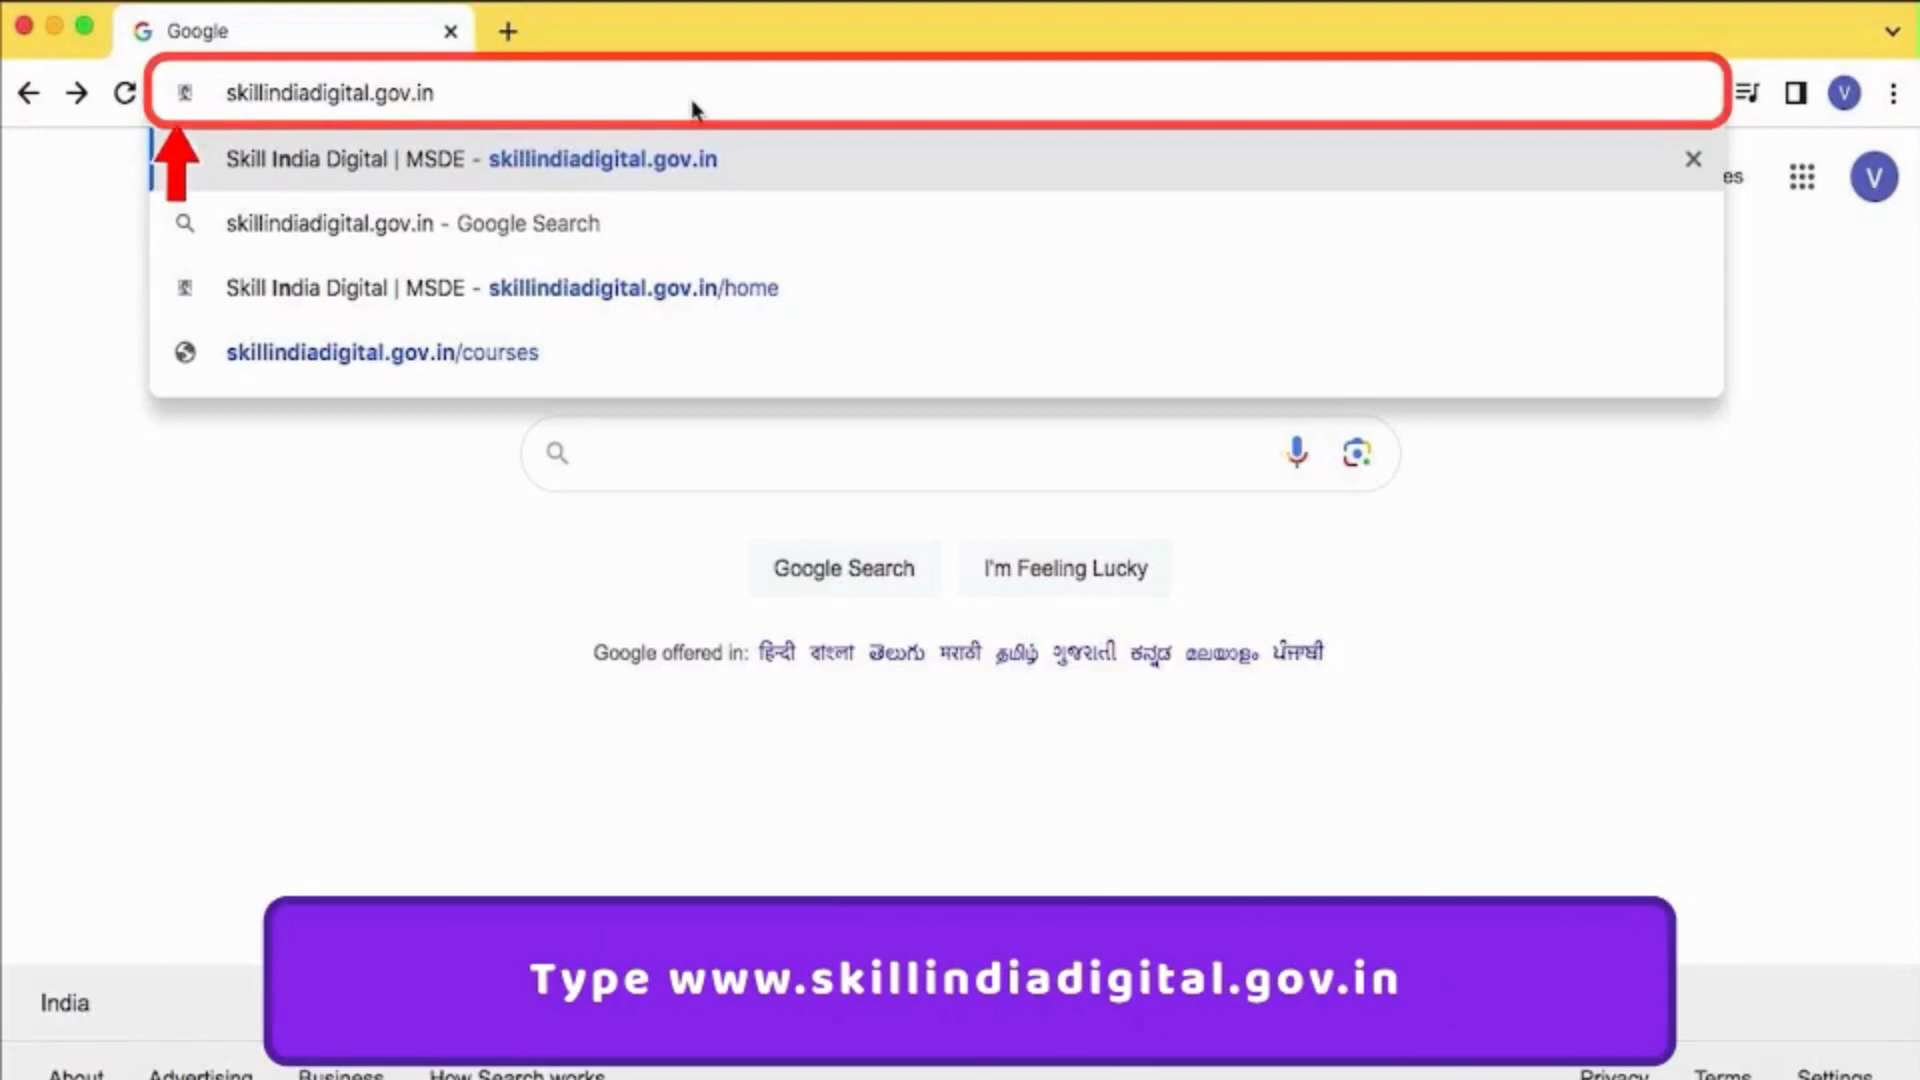 Google
skillindiadigital.gov.in
V
Skill India Digital | MSDE - skillindiadigital.gov.in
es
V
skillindiadigital.gov.in - Google Search
Skill India Digital | MSDE - skillindiadigital.gov.in/home
skillindiadigital.gov.in/courses
Google Search I'm Feeling Lucky
Google offered in: हिन्दी বাংলা తెలుగు मराठी தமிழ் ગુજરાતી ಕನ್ನಡ മലയാളം ਪੰਜਾਬੀ
Type www.skillindiadigital.gov.in
India
About Advertising Business How Search works Privacy Terms Settings